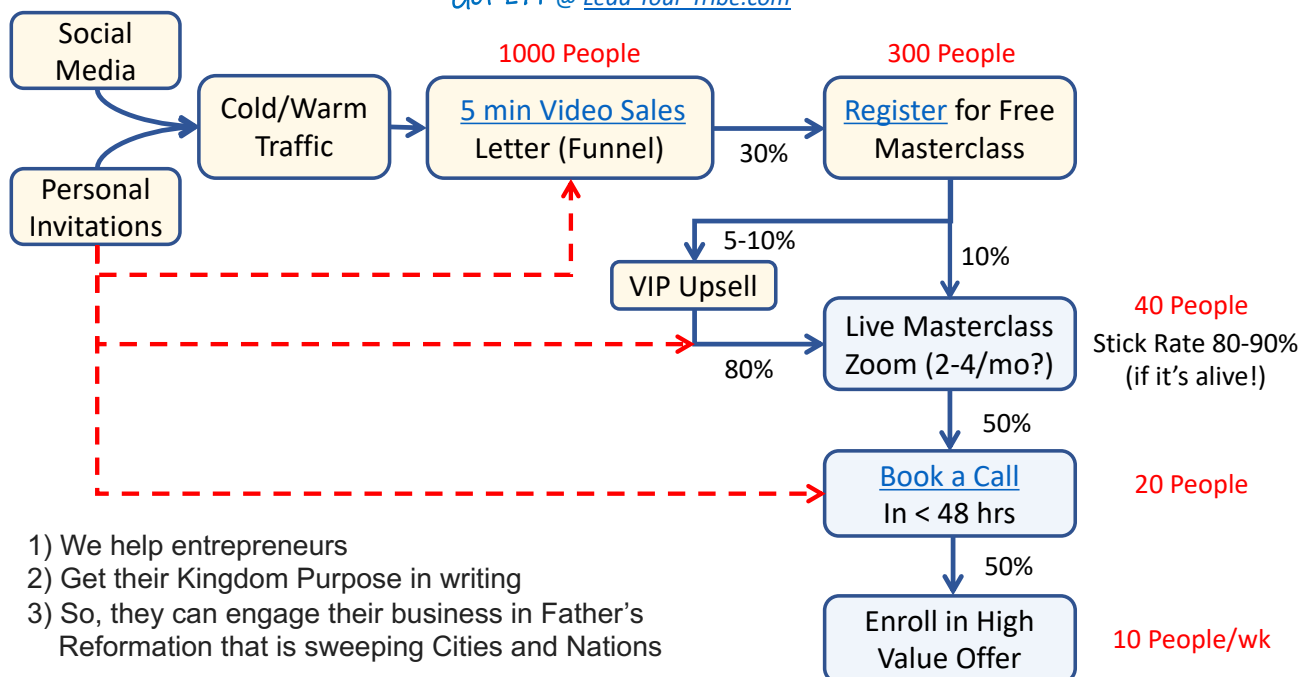 @ Lead-Your-Tribe.com
Social
Media
1000 People
300 People
Cold/Warm
Traffic
5 min Video Sales
Letter (Funnel)
30%
Register for Free
Masterclass
Personal
Invitations
5-10%
10%
VIP Upsell
80%
Live Masterclass
Zoom (2-4/mo?)
40 People
Stick Rate 80-90%
(if it's alive!)
50%
Book a Call
In < 48 hrs
20 People
50%
1) We help entrepreneurs
2) Get their Kingdom Purpose in writing
3) So, they can engage their business in Father's
Reformation that is sweeping Cities and Nations
Enroll in High
Value Offer
10 People/wk